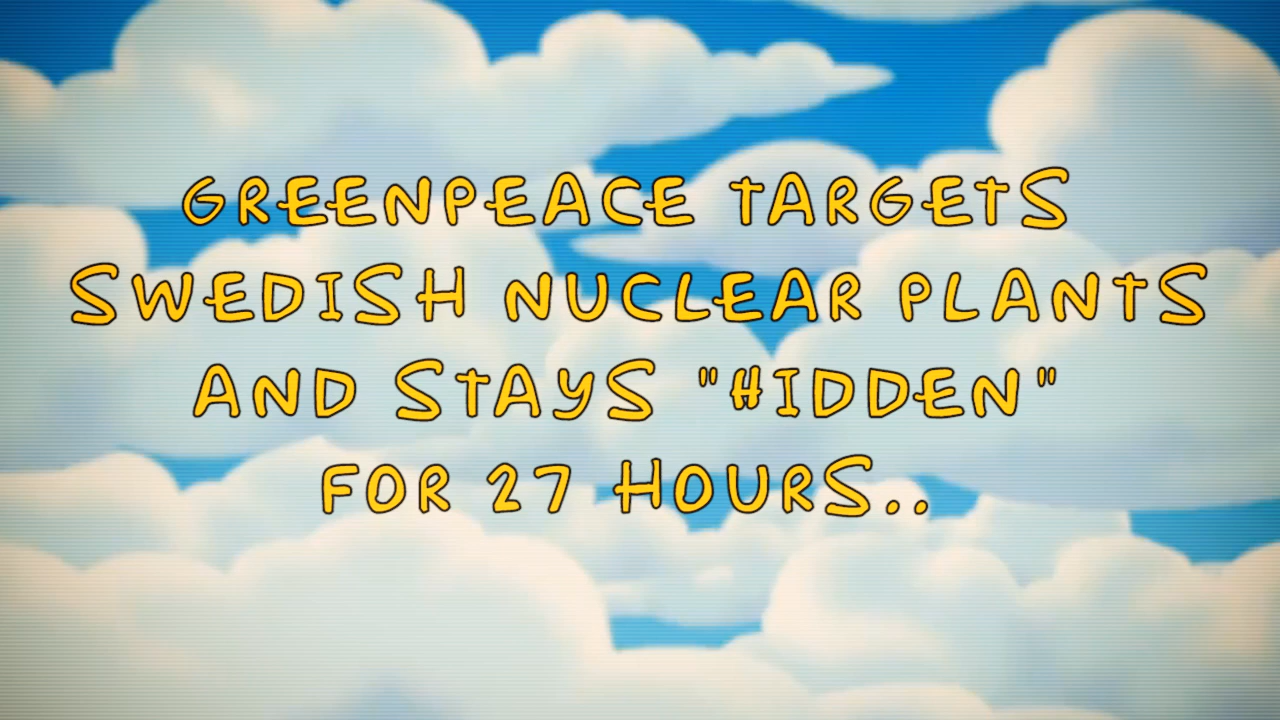 GREENPEACE TARGETS
SWEDISH NUCLEAR PLANTS
AND STAYS "HIDDEN"
FOR 27 HOURS..